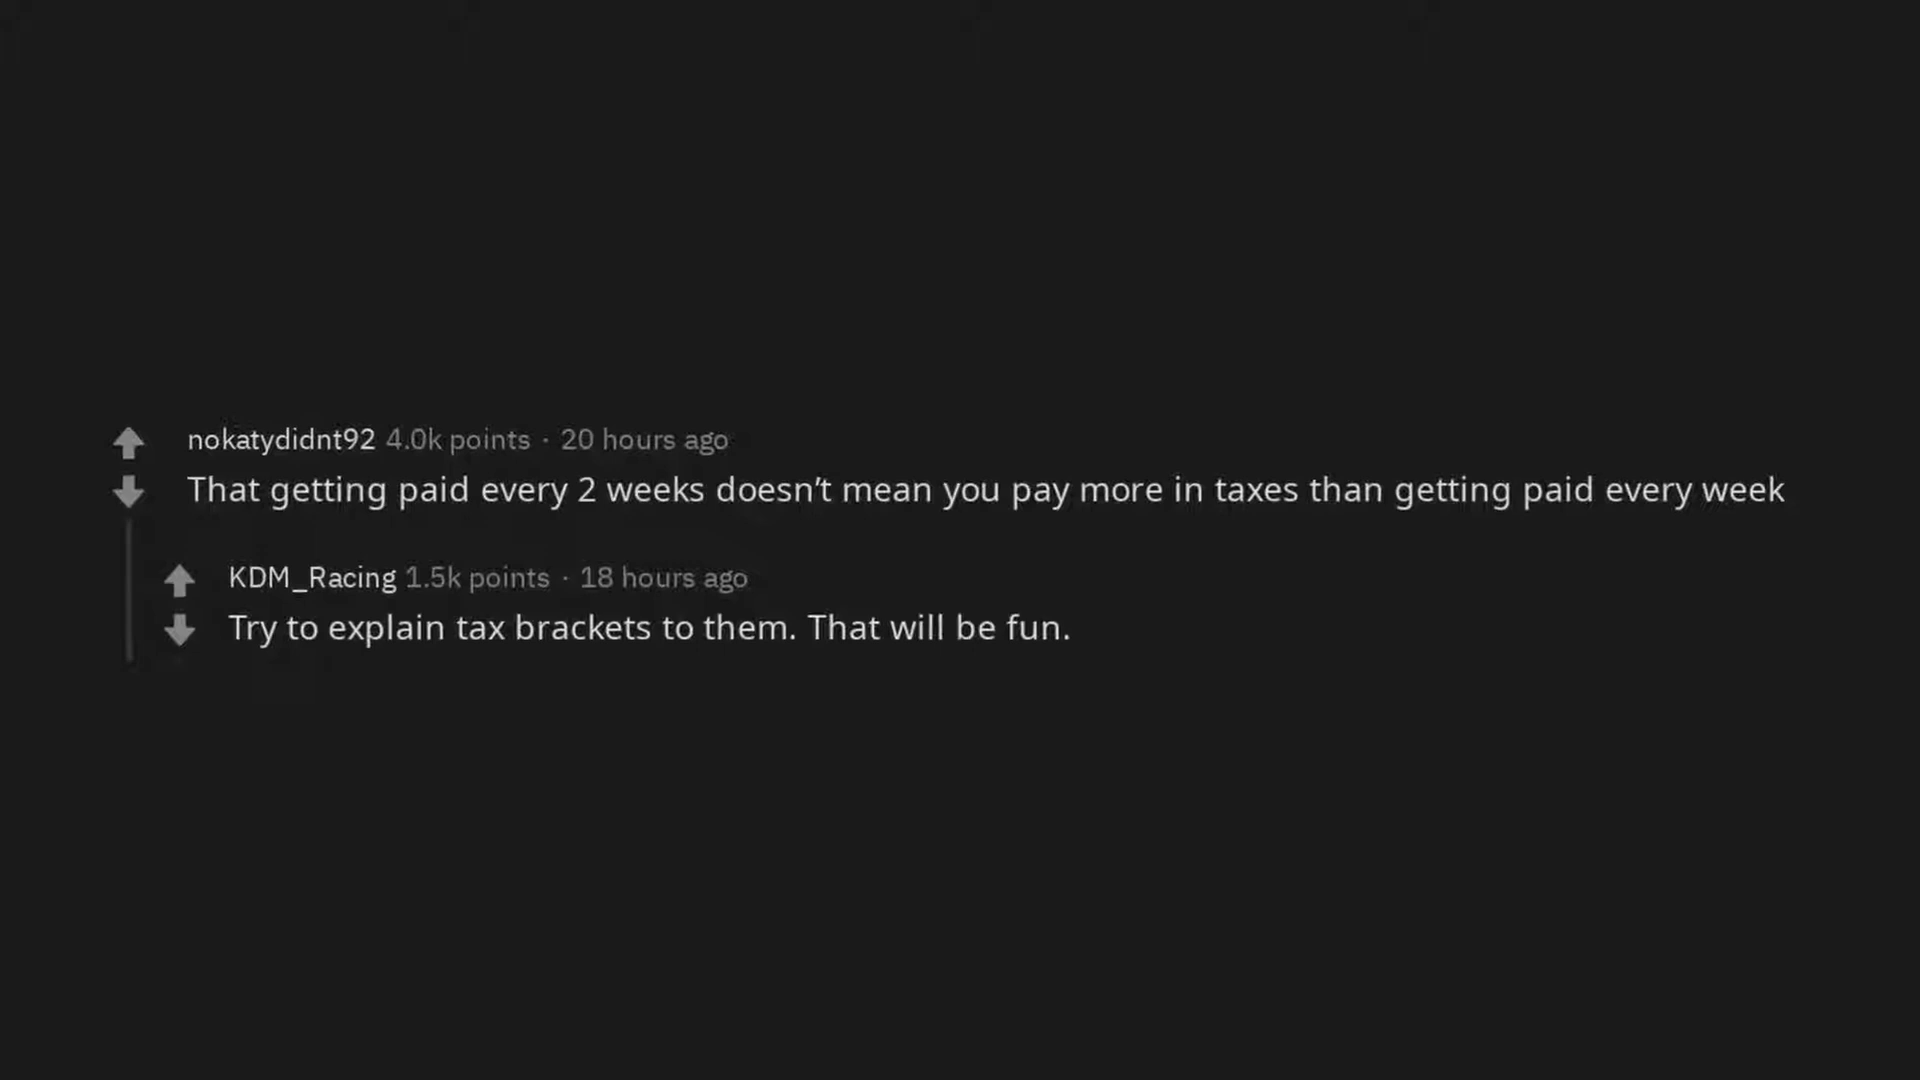 nokatydidnt92 4.0k points · 20 hours ago
That getting paid every 2 weeks doesn't mean you pay more in taxes than getting paid every week
KDM_Racing 1.5k points · 18 hours ago
Try to explain tax brackets to them. That will be fun.